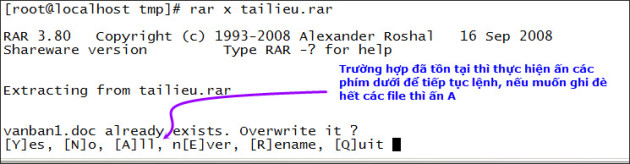 [root@localhost tmp]# rar x tailieu.rar
RAR 3.80 Copyright (c) 1993-2008 Alexander Roshal 16 Sep 2008
Shareware version Type RAR -? for help
Trường hợp đã tồn tại thì thực hiện ấn các
phím dưới để tiếp tục lệnh, nếu muốn ghi đè
hết các file thì ấn A
Extracting from tailieu.rar
vanban1.doc already exists. Overwrite it ?
[Y]es, [N]o, [A]ll, n[E]ver, [R]ename, [Q]uit